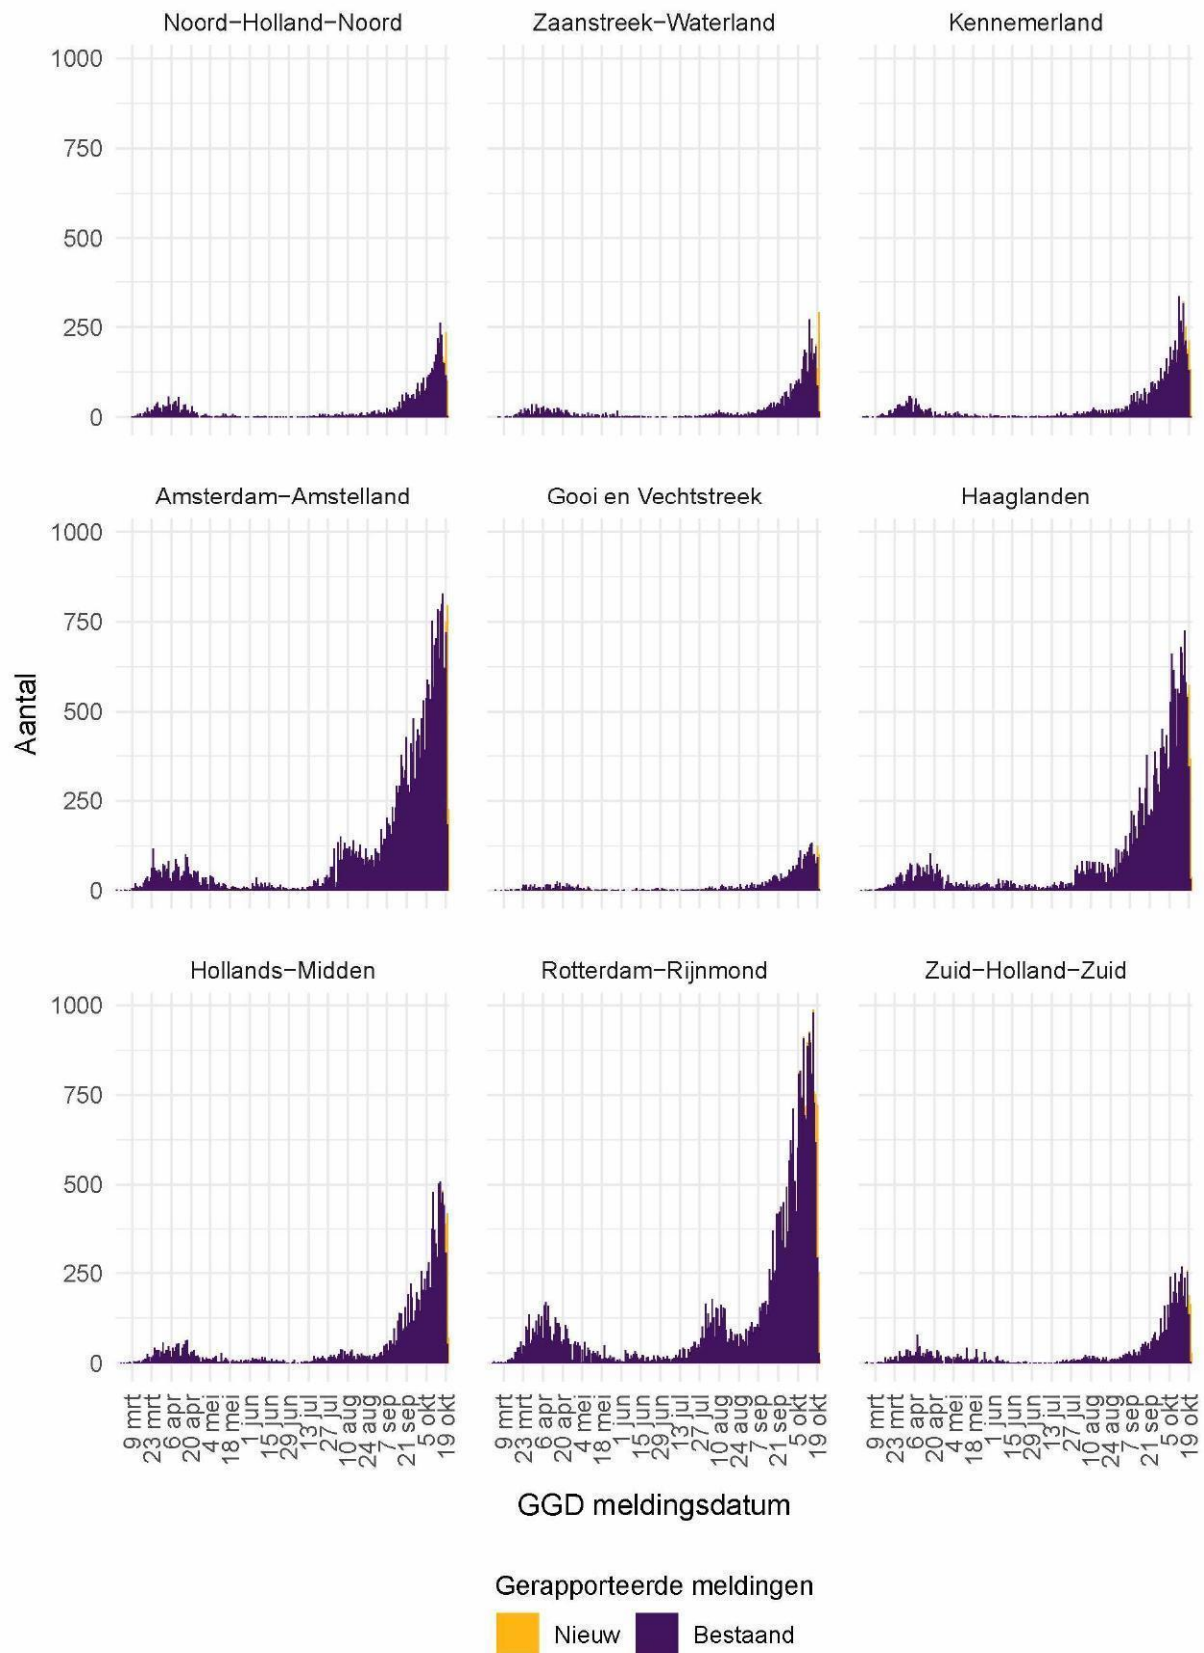 Noord-Holland-Noord Zaanstreek-Waterland Kennemerland
1000
750
500
250
0
Amsterdam-Amstelland Gooi en Vechtstreek Haaglanden
1000
750
500
250
0
Aantal
Hollands-Midden Rotterdam-Rijnmond Zuid-Holland-Zuid
1000
750
500
250
0
9 mrt 23 mrt 6 apr 20 apr 4 mei 18 mei 1 jun 15 jun 29 jun 13 jul 27 jul 10 aug 24 aug 7 sep 21 sep 5 okt 19 okt
9 mrt 23 mrt 6 apr 20 apr 4 mei 18 mei 1 jun 15 jun 29 jun 13 jul 27 jul 10 aug 24 aug 7 sep 21 sep 5 okt 19 okt
9 mrt 23 mrt 6 apr 20 apr 4 mei 18 mei 1 jun 15 jun 29 jun 13 jul 27 jul 10 aug 24 aug 7 sep 21 sep 5 okt 19 okt
GGD meldingsdatum
Gerapporteerde meldingen
Nieuw Bestaand